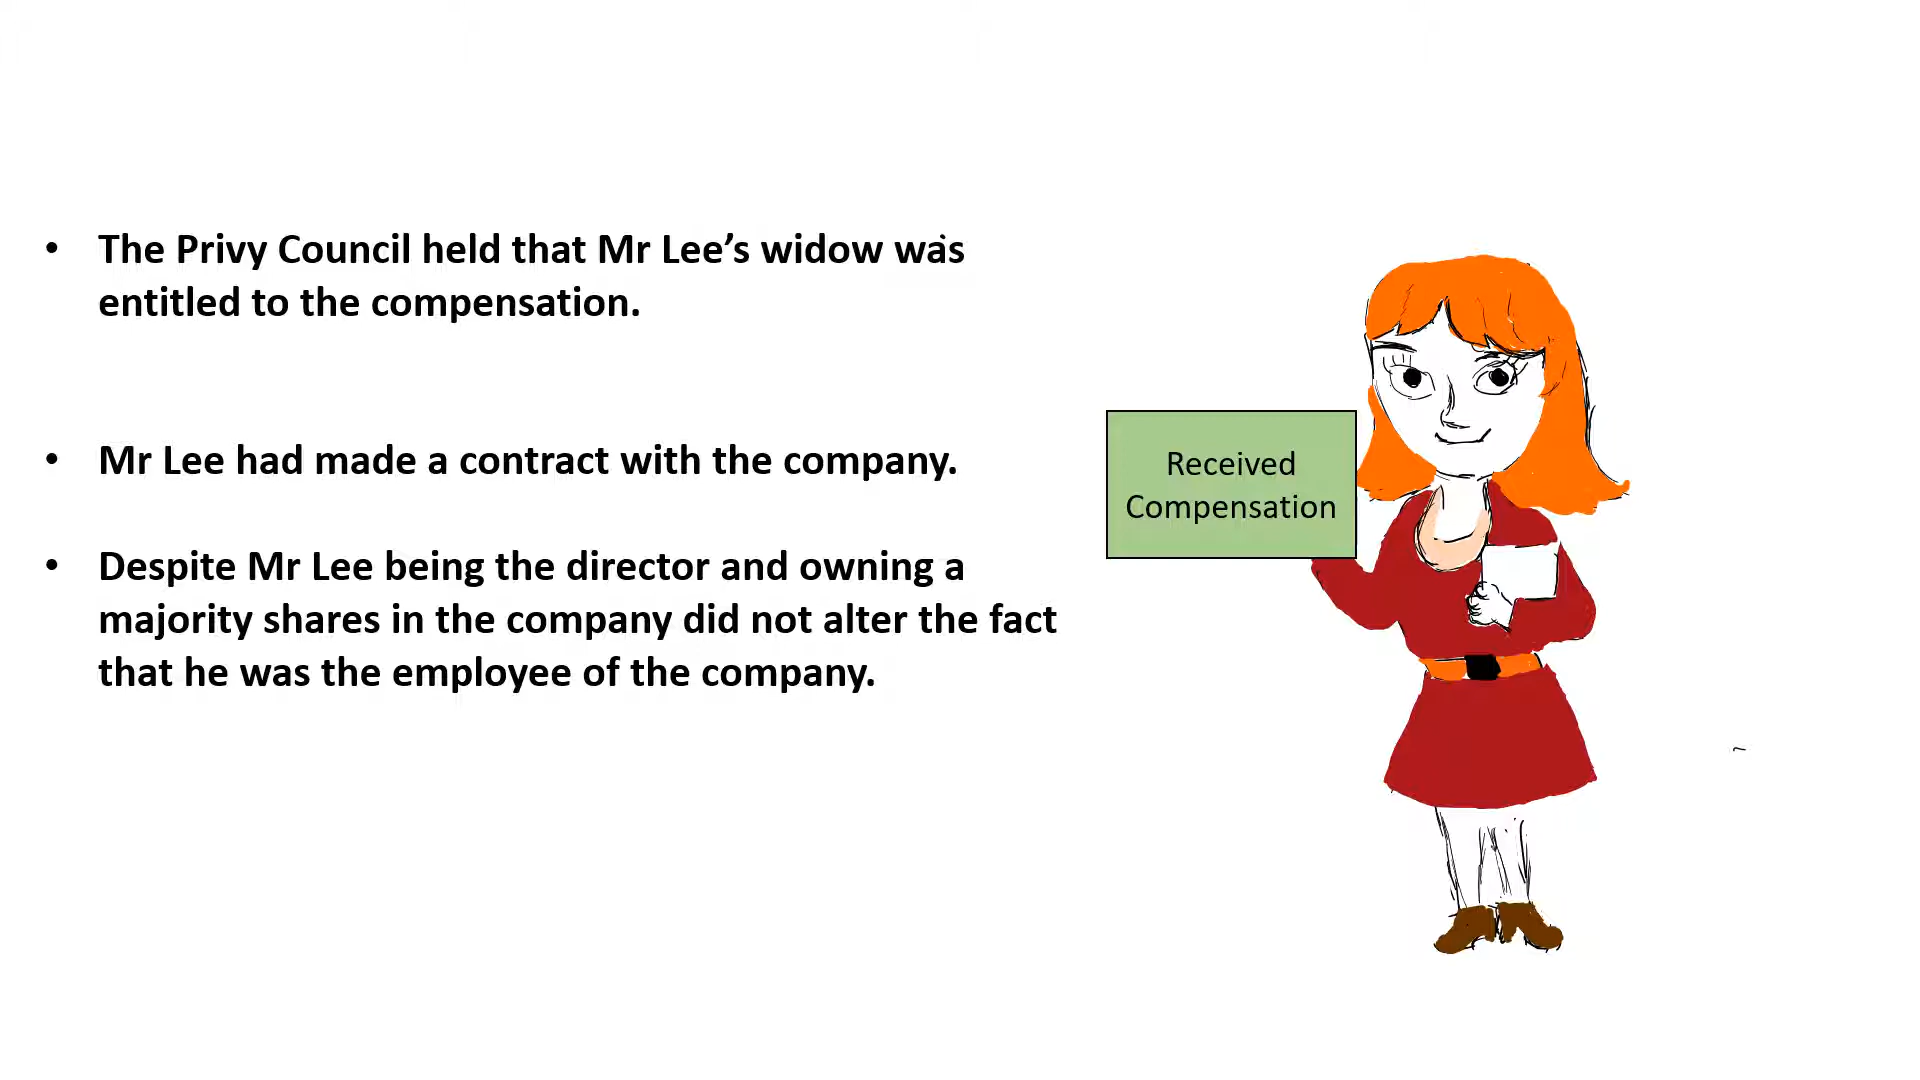 • The Privy Council held that Mr Lee’s widow was
entitled to the compensation.
• Mr Lee had made a contract with the company.
• Despite Mr Lee being the director and owning a
majority shares in the company did not alter the fact
that he was the employee of the company.
Received
Compensation